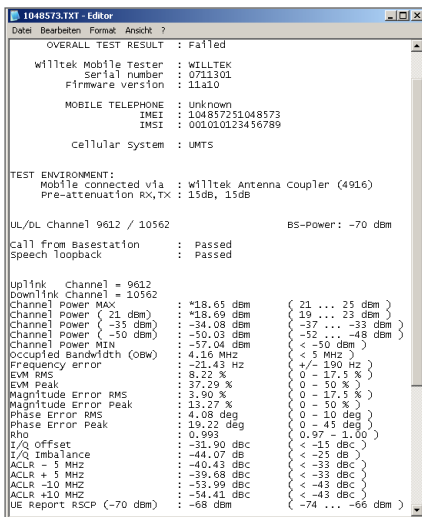 1048573.TXT - Editor
Datei Bearbeiten Format Ansicht ?
OVERALL TEST RESULT : Failed
Willtek Mobile Tester : WILLTEK
Serial number : 0711301
Firmware version : 11a10
MOBILE TELEPHONE : Unknown
IMEI : 104857251048573
IMSI : 001010123456789
Cellular System : UMTS
TEST ENVIRONMENT:
Mobile connected via : Willtek Antenna Coupler (4916)
Pre-attenuation RX,TX : 15dB, 15dB
UL/DL Channel 9612 / 10562 BS-Power: -70 dBm
Call from Basestation : Passed
Speech loopback : Passed
Uplink Channel = 9612
Downlink Channel = 10562
Channel Power MAX : *18.65 dBm ( 21 ... 25 dBm )
Channel Power ( 21 dBm) : *18.69 dBm ( 19 ... 23 dBm )
Channel Power ( -35 dBm) : -34.08 dBm ( -37 ... -33 dBm )
Channel Power ( -50 dBm) : -50.03 dBm ( -52 ... -48 dBm )
Channel Power MIN : -57.04 dBm ( < -50 dBm )
Occupied Bandwidth (OBW) : 4.16 MHz ( < 5 MHz )
Frequency error : -21.43 Hz ( +/- 190 Hz )
EVM RMS : 8.22 % ( 0 - 17.5 % )
EVM Peak : 37.29 % ( 0 - 50 % )
Magnitude Error RMS : 3.90 % ( 0 - 17.5 % )
Magnitude Error Peak : 13.27 % ( 0 - 50 % )
Phase Error RMS : 4.08 deg ( 0 - 10 deg )
Phase Error Peak : 19.22 deg ( 0 - 45 deg )
Rho : 0.993 ( 0.97 - 1.00 )
I/Q Offset : -31.90 dBc ( < -15 dBc )
I/Q Imbalance : -44.07 dB ( < -25 dB )
ACLR - 5 MHz : -40.43 dBc ( < -33 dBc )
ACLR + 5 MHz : -39.68 dBc ( < -33 dBc )
ACLR -10 MHz : -53.99 dBc ( < -43 dBc )
ACLR +10 MHz : -54.41 dBc ( < -43 dBc )
UE Report RSCP (-70 dBm) : -68 dBm ( -74 ... -66 dBm )